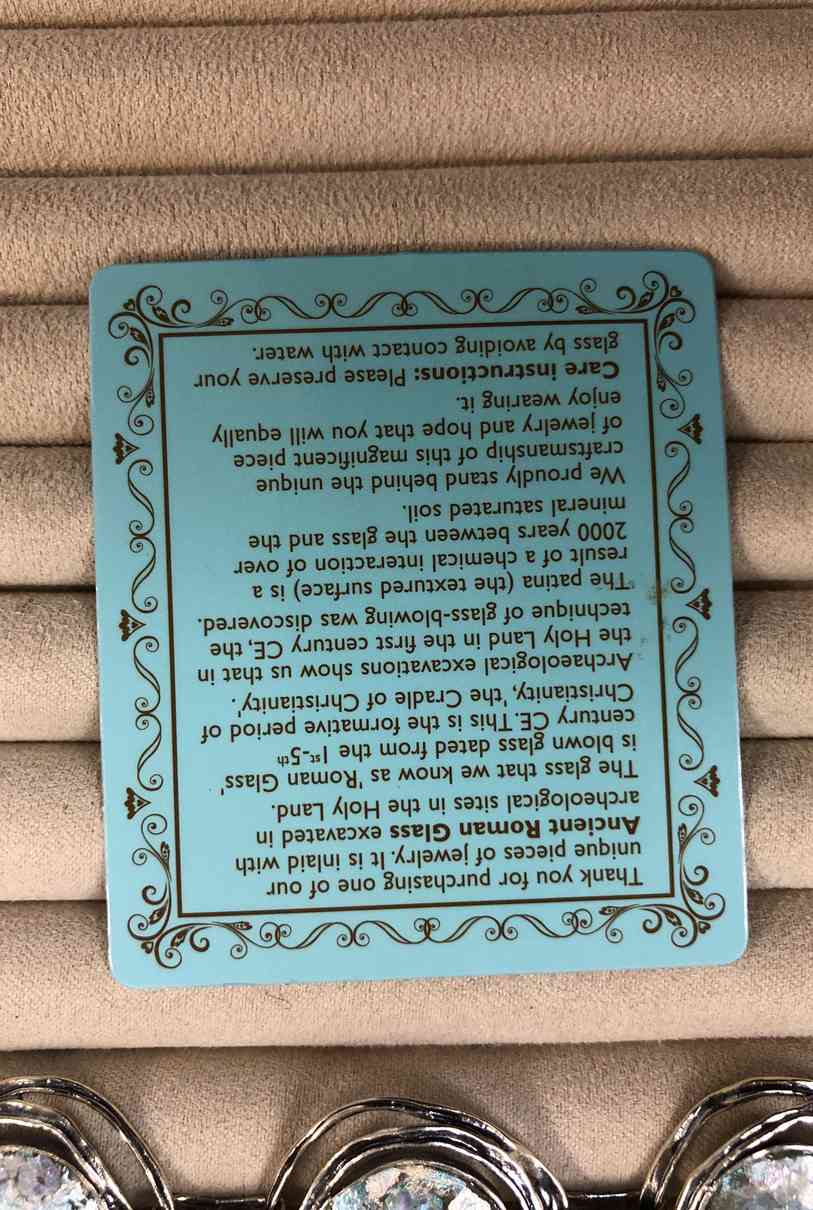 Thank you for purchasing one of our
unique pieces of jewelry. It is inlaid with
Ancient Roman Glass excavated in
archeological sites in the Holy Land.
The glass that we know as 'Roman Glass'
is blown glass dated from the 1st-5th
century CE. This is the formative period of
Christianity, 'the Cradle of Christianity'.
Archaeological excavations show us that in
the Holy Land in the first century CE, the
technique of glass-blowing was discovered.
The patina (the textured surface) is a
result of a chemical interaction of over
2000 years between the glass and the
mineral saturated soil.
We proudly stand behind the unique
craftsmanship of this magnificent piece
of jewelry and hope that you will equally
enjoy wearing it.
Care instructions: Please preserve your
glass by avoiding contact with water.